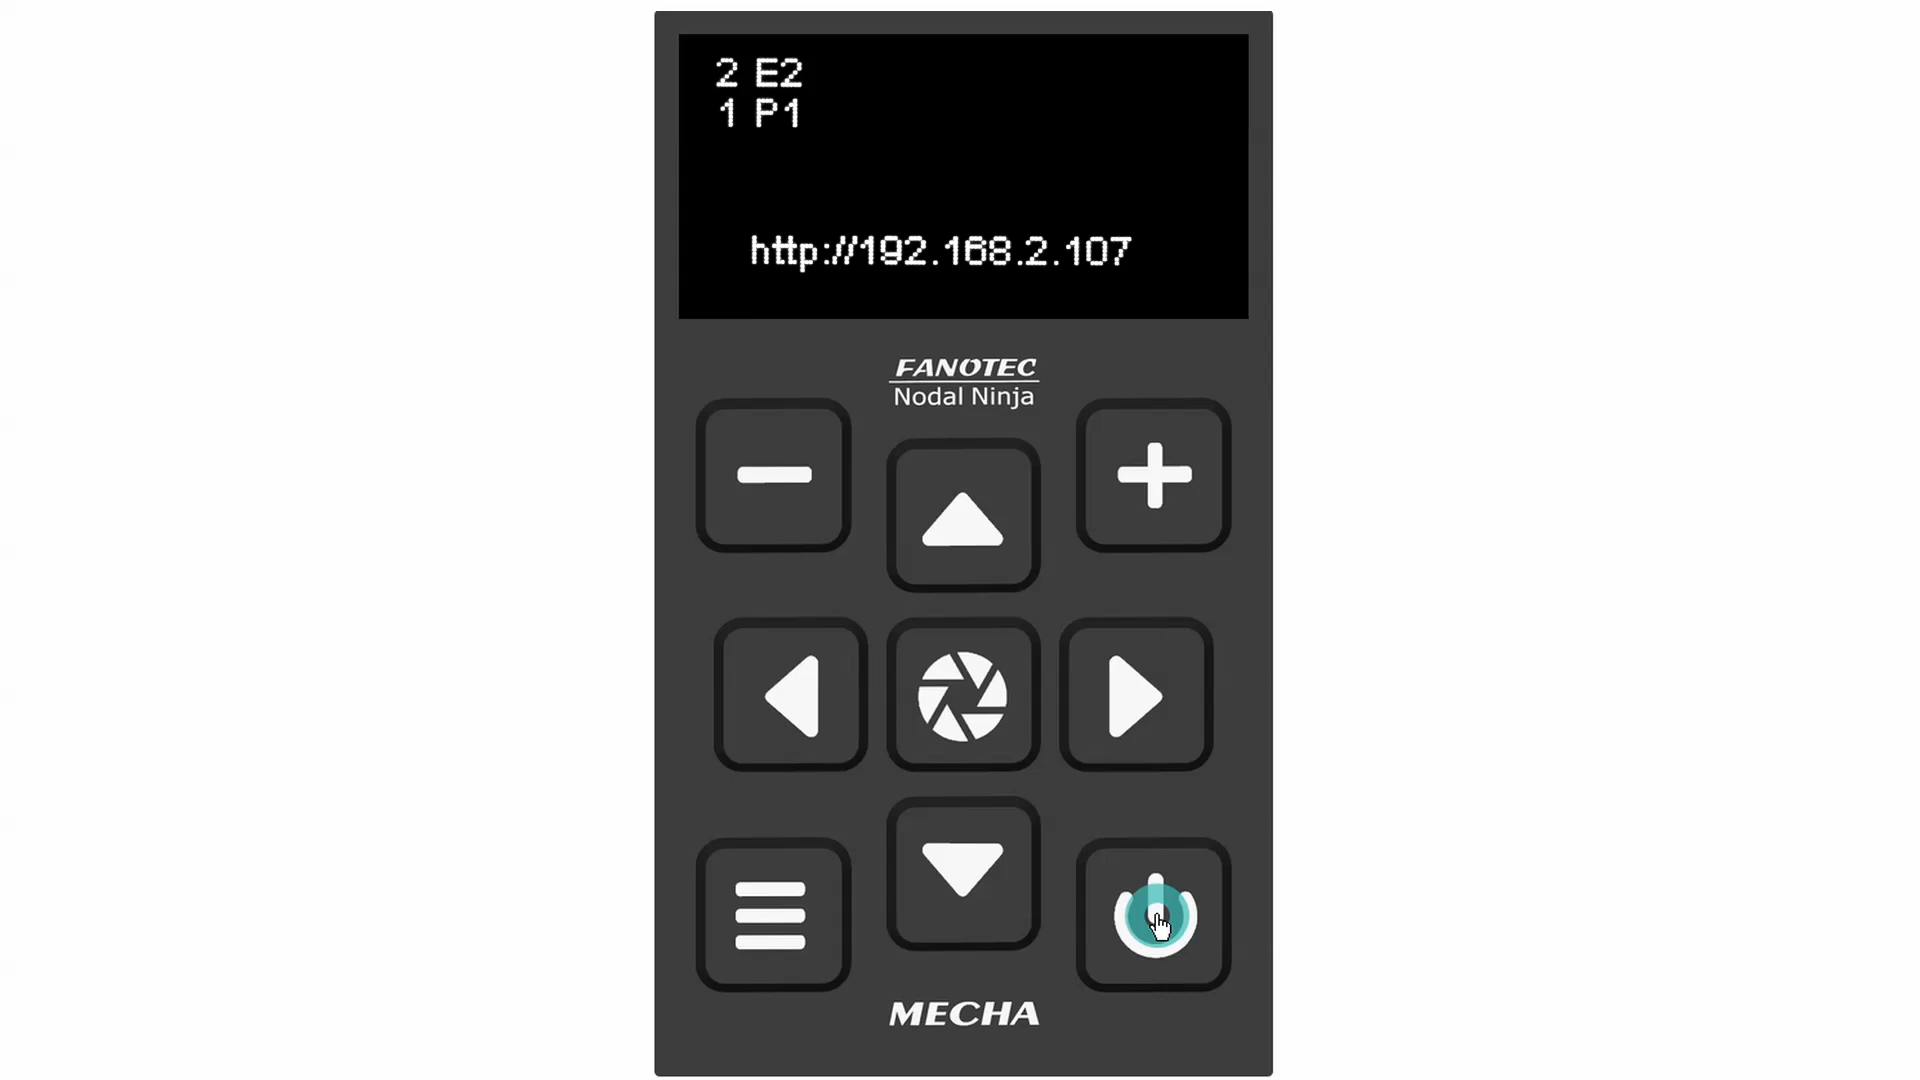 2 E2
1 P1
http://192.168.2.107
FANOTEC
Nodal Ninja
MECHA